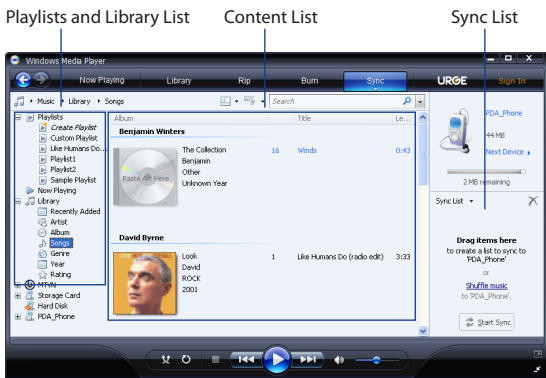 Playlists and Library List
Content List
Sync List
Windows Media Player
Now Playing
Library
Rip
Burn
Sync
URGE
Sign In
Music
Library
Songs
Search
Playlists
Create Playlist
Custom Playlist
Like Humans Do...
Playlist1
Playlist2
Sample Playlist
Now Playing
Library
Recently Added
Artist
Album
Songs
Genre
Year
Rating
MTVN
Storage Card
Hard Disk
PDA_Phone
Album Title Le...
Benjamin Winters
Paste Art Here
The Collection 16 Winds 0:43
Benjamin
Other
Unknown Year
David Byrne
Look 1 Like Humans Do (radio edit) 3:33
David
ROCK
2001
PDA_Phone
44 MB
Next Device
2 MB remaining
Sync List
Drag items here
to create a list to sync to
'PDA_Phone'
or
Shuffle music
to 'PDA_Phone'.
Start Sync